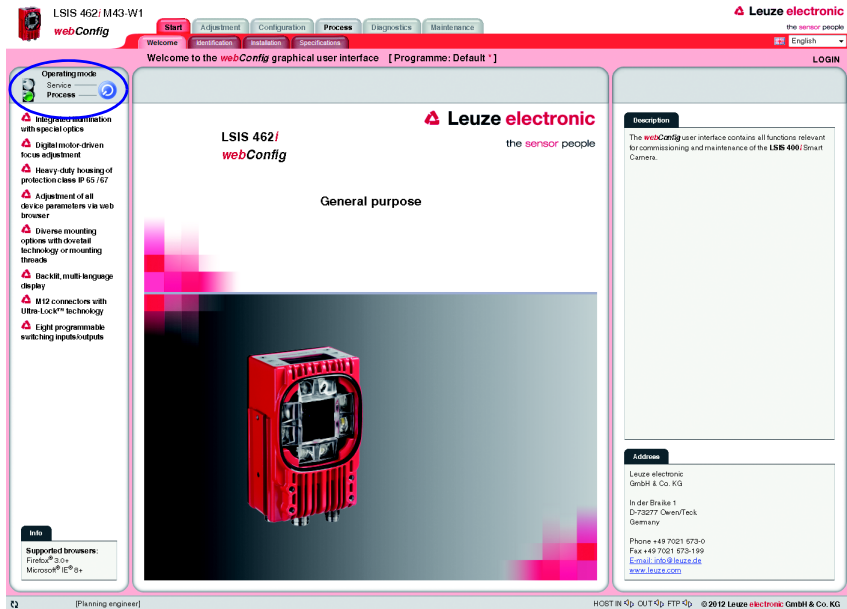 LSIS 462i M43-W1
webConfig
Start Adjustment Configuration Process Diagnostics Maintenance
Leuze electronic
the sensor people
Welcome Identification Installation Specifications
English
Welcome to the webConfig graphical user interface [ Programme: Default * ]
LOGIN
Operating mode
Service
Process
Integrated illumination
with special optics
Digital motor-driven
focus adjustment
Heavy-duty housing of
protection class IP 65 / 67
Adjustment of all
device parameters via web
browser
Diverse mounting
options with dovetail
technology or mounting
threads
Backlit, multi-language
display
M12 connectors with
Ultra-Lock™ technology
Eight programmable
switching inputs/outputs
Info
Supported browsers:
Firefox® 3.0+
Microsoft® IE® 8+
LSIS 462i
webConfig
Leuze electronic
the sensor people
General purpose
Description
The webConfig user interface contains all functions relevant
for commissioning and maintenance of the LSIS 400i Smart
Camera.
Address
Leuze electronic
GmbH & Co. KG
In der Braike 1
D-73277 Owen/Teck
Germany
Phone +49 7021 573-0
Fax +49 7021 573-199
E-mail: info@leuze.de
www.leuze.com
[Planning engineer]
HOST IN OUT FTP © 2012 Leuze electronic GmbH & Co. KG